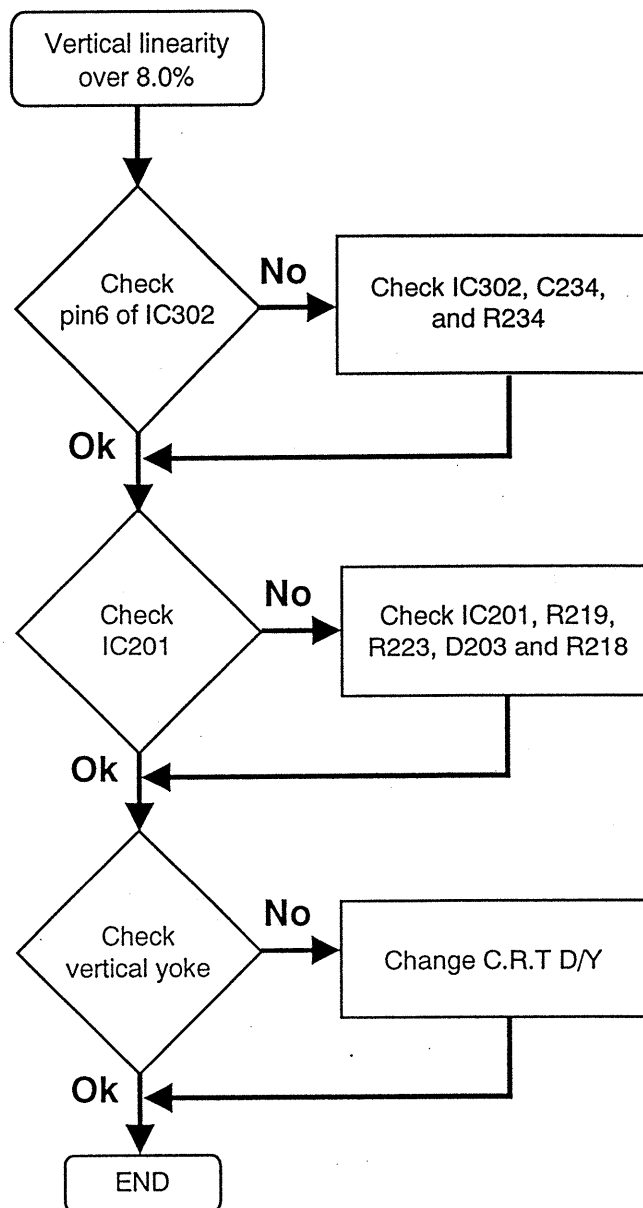 Vertical linearity
over 8.0%
Check
pin6 of IC302
No
Check IC302, C234,
and R234
Ok
Check
IC201
No
Check IC201, R219,
R223, D203 and R218
Ok
Check
vertical yoke
No
Change C.R.T D/Y
Ok
END